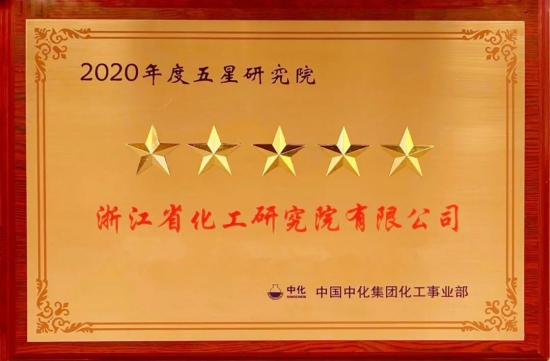 2020年度五星研究院
浙江省化工研究院有限公司
中化 中国中化集团化工事业部
SINOCHEM